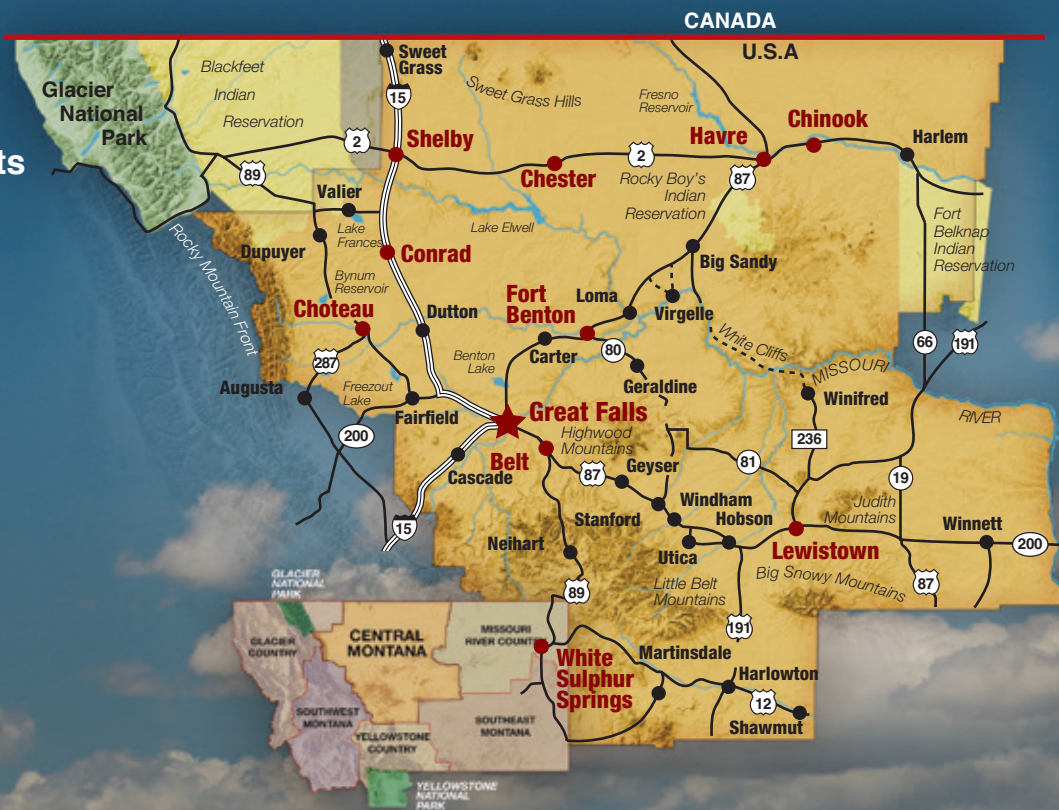 CANADA
U.S.A
Sweet
Grass
Blackfeet
Indian
Reservation
Glacier
National
Park
15
Sweet Grass Hills
Fresno
Reservoir
2
Shelby
Chester
2
Havre
Chinook
Harlem
ts
89
87
Rocky Boy's
Indian
Reservation
Valier
Lake
Frances
Lake Elwell
Fort
Belknap
Indian
Reservation
Dupuyer
Conrad
Big Sandy
Rocky Mountain Front
Bynum
Reservoir
Choteau
Dutton
Fort
Benton
Loma
Virgelle
White Cliffs
MISSOURI
RIVER
66
191
287
Benton
Lake
Carter
80
Geraldine
Augusta
Freezout
Lake
Fairfield
Winifred
200
Great Falls
Highwood
Mountains
236
Belt
Cascade
87
Geyser
81
19
Stanford
Windham
Hobson
Judith
Mountains
Winnett
15
Neihart
Utica
Lewistown
200
Little Belt
Mountains
Big Snowy Mountains
87
89
191
White
Sulphur
Springs
Martinsdale
Harlowton
12
Shawmut
GLACIER
NATIONAL
PARK
GLACIER
COUNTRY
CENTRAL
MONTANA
MISSOURI
RIVER COUNTRY
SOUTHWEST
MONTANA
YELLOWSTONE
COUNTRY
SOUTHEAST
MONTANA
YELLOWSTONE
NATIONAL
PARK